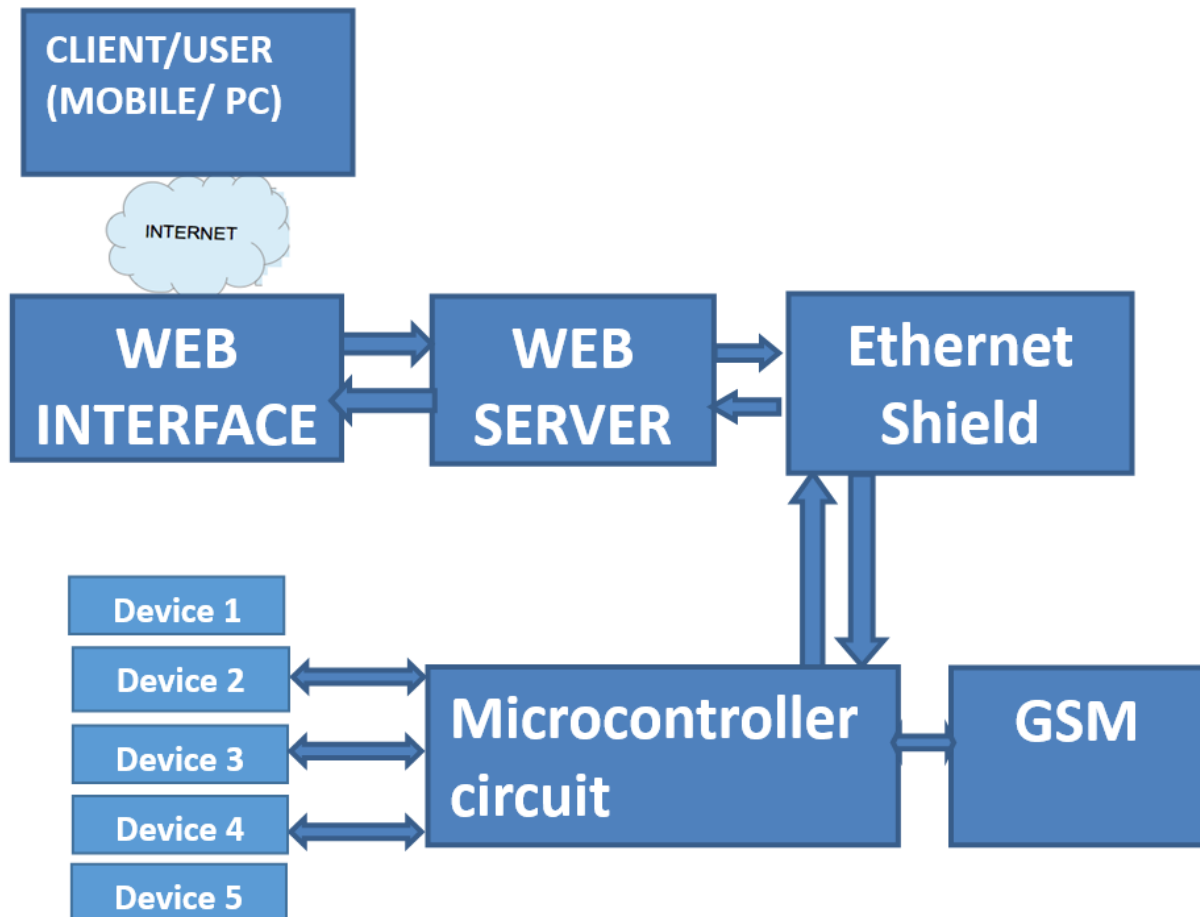 CLIENT/USER
(MOBILE/ PC)
INTERNET
WEB
INTERFACE
WEB
SERVER
Ethernet
Shield
Device 1
Device 2
Device 3
Device 4
Device 5
Microcontroller
circuit
GSM